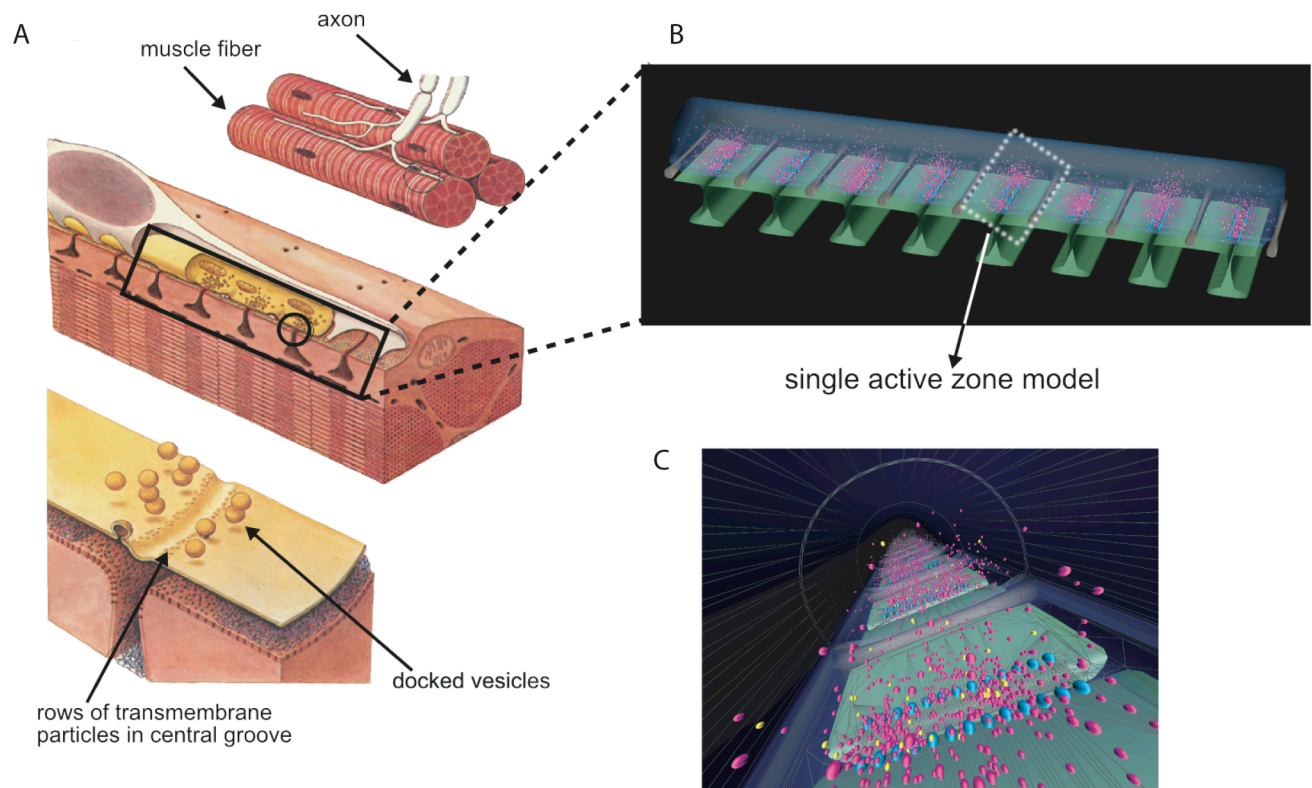 A
axon
muscle fiber
B
single active zone model
C
docked vesicles
rows of transmembrane
particles in central groove